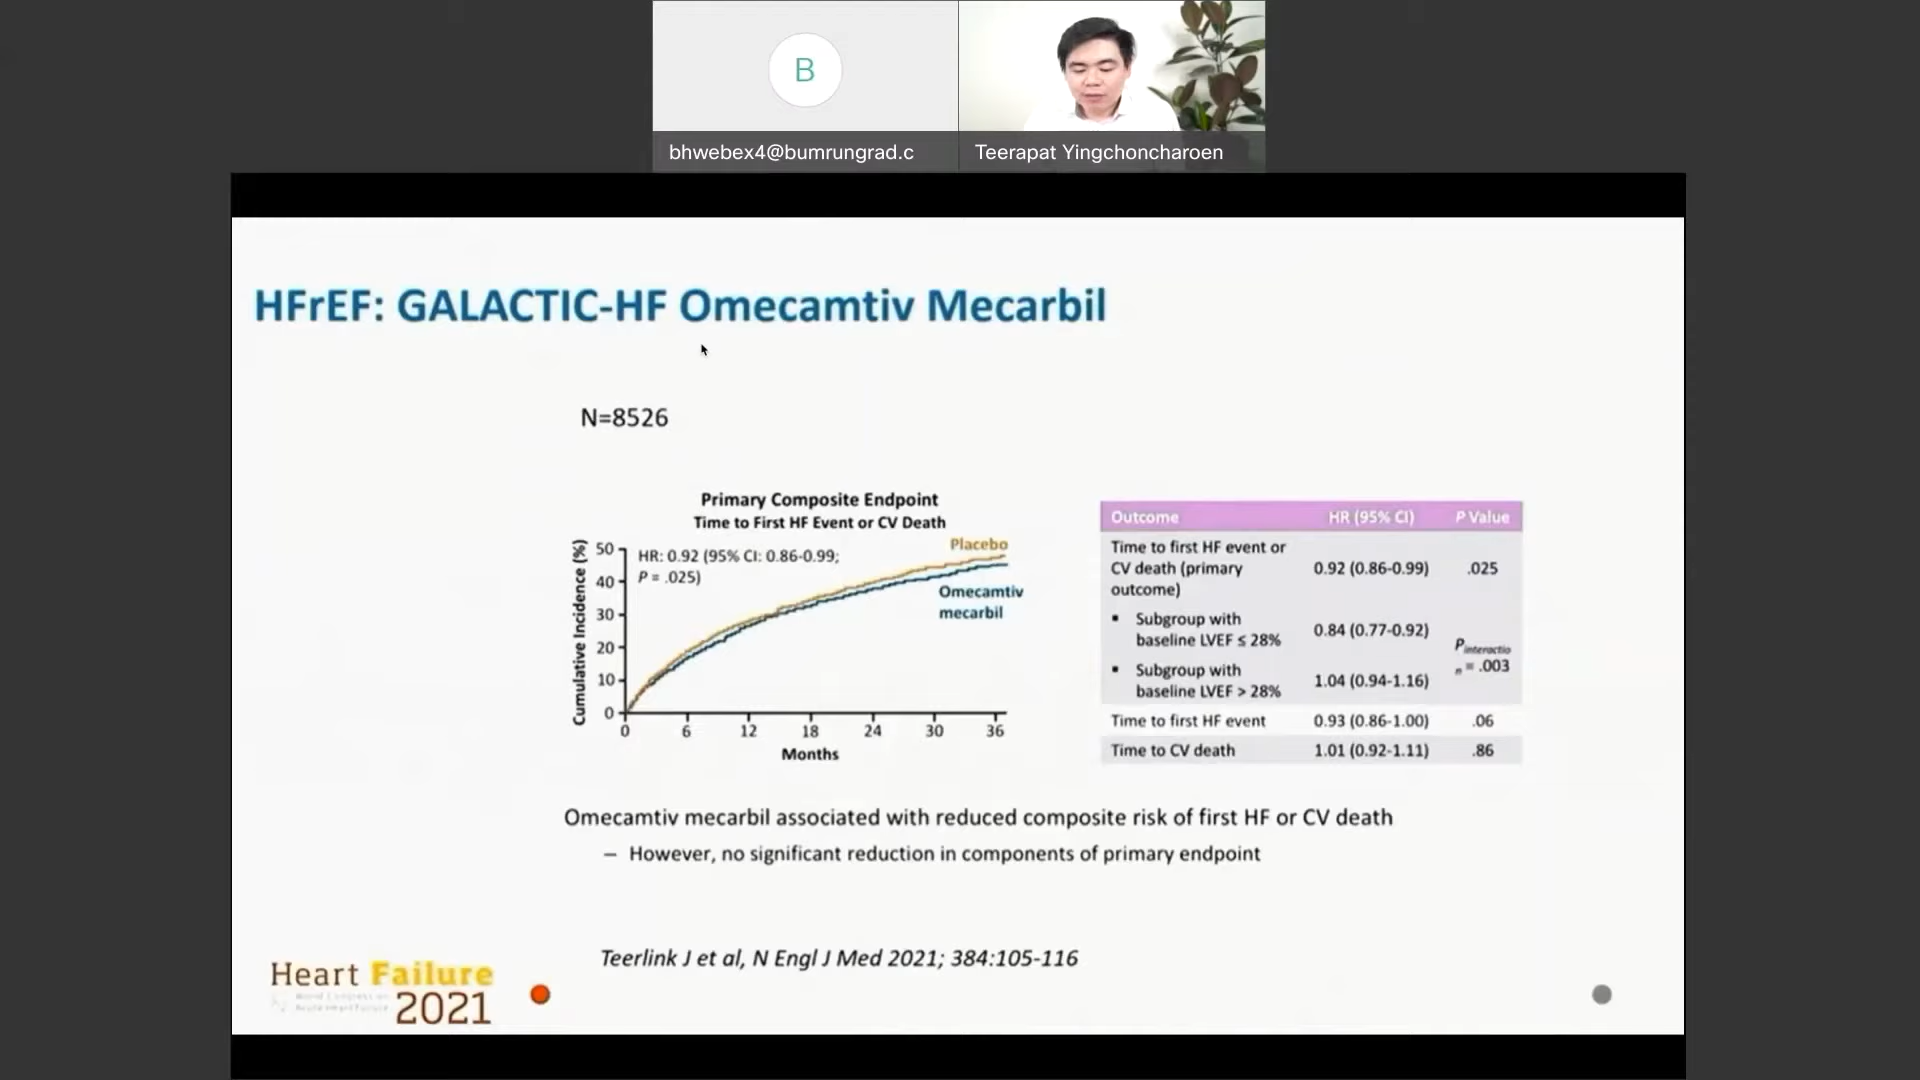 B
bhwebex4@bumrungrad.c
Teerapat Yingchoncharoen
HFrEF: GALACTIC-HF Omecamtiv Mecarbil
N=8526
Primary Composite Endpoint
Time to First HF Event or CV Death
Cumulative Incidence (%)
50
40
30
20
10
0
HR: 0.92 (95% CI: 0.86-0.99;
P = .025)
Placebo
Omecamtiv
mecarbil
0 6 12 18 24 30 36
Months
Outcome HR (95% CI) P Value
Time to first HF event or
CV death (primary
outcome) 0.92 (0.86-0.99) .025
▪ Subgroup with
baseline LVEF ≤ 28% 0.84 (0.77-0.92)
▪ Subgroup with
baseline LVEF > 28% 1.04 (0.94-1.16)
Pinteractio
n = .003
Time to first HF event 0.93 (0.86-1.00) .06
Time to CV death 1.01 (0.92-1.11) .86
Omecamtiv mecarbil associated with reduced composite risk of first HF or CV death
– However, no significant reduction in components of primary endpoint
Teerlink J et al, N Engl J Med 2021; 384:105-116
Heart Failure
2021